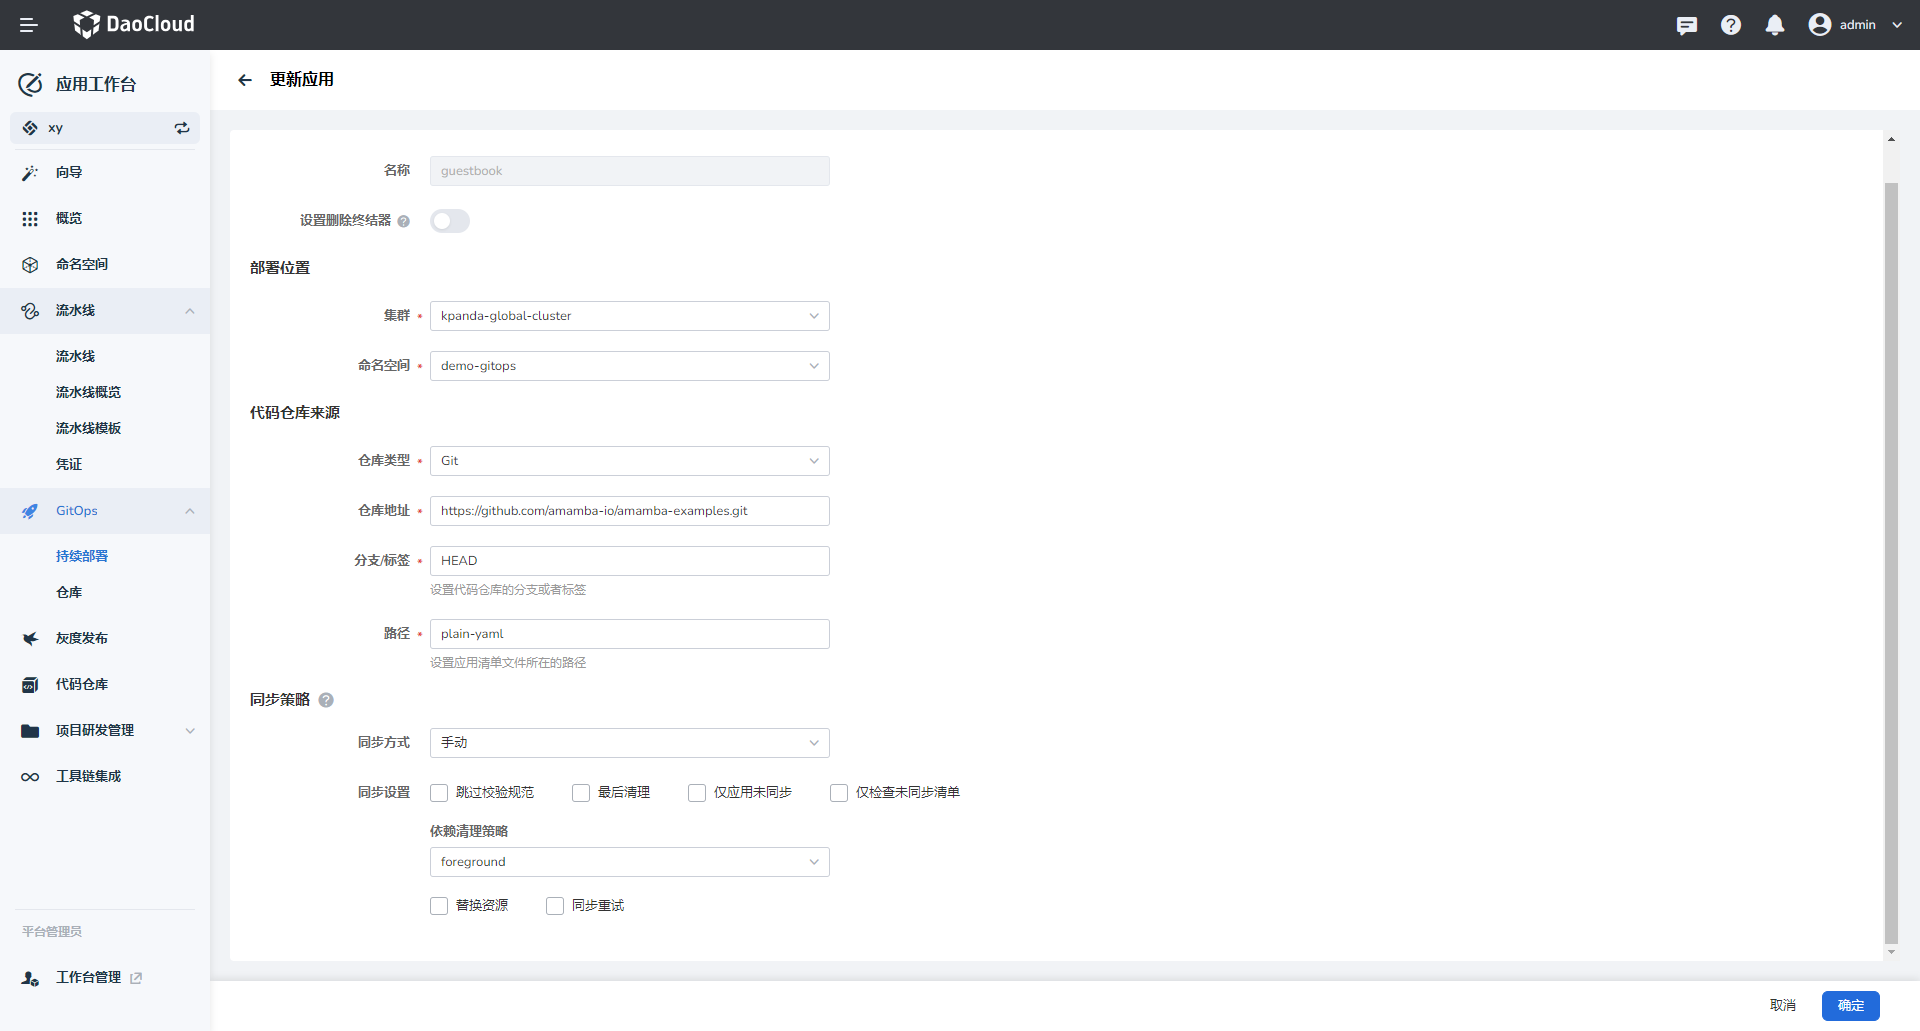 DaoCloud
admin
应用工作台
xy
向导
概览
命名空间
流水线
流水线
流水线概览
流水线模板
凭证
GitOps
持续部署
仓库
灰度发布
代码仓库
项目研发管理
工具链集成
平台管理员
工作台管理
更新应用
名称
guestbook
设置删除终结器
部署位置
集群 *
kpanda-global-cluster
命名空间 *
demo-gitops
代码仓库来源
仓库类型 *
Git
仓库地址 *
https://github.com/amamba-io/amamba-examples.git
分支/标签 *
HEAD
设置代码仓库的分支或者标签
路径 *
plain-yaml
设置应用清单文件所在的路径
同步策略
同步方式
手动
同步设置
跳过校验规范 最后清理 仅应用未同步 仅检查未同步清单
依赖清理策略
foreground
替换资源 同步重试
取消 确定